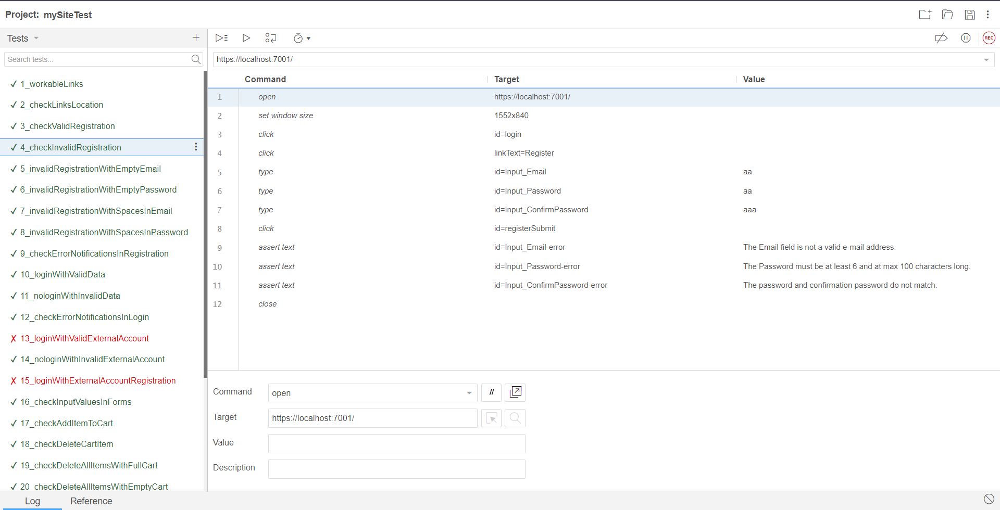 Project: mySiteTest
Tests
Search tests...
1_workableLinks
2_checkLinksLocation
3_checkValidRegistration
4_checkInvalidRegistration
5_invalidRegistrationWithEmptyEmail
6_invalidRegistrationWithEmptyPassword
7_invalidRegistrationWithSpacesInEmail
8_invalidRegistrationWithSpacesInPassword
9_checkErrorNotificationsInRegistration
10_loginWithValidData
11_nologinWithInvalidData
12_checkErrorNotificationsInLogin
13_loginWithValidExternalAccount
14_nologinWithInvalidExternalAccount
15_loginWithExternalAccountRegistration
16_checkInputValuesInForms
17_checkAddItemToCart
18_checkDeleteCartItem
19_checkDeleteAllItemsWithFullCart
20_checkDeleteAllItemsWithEmptyCart
REC
https://localhost:7001/
Command Target Value
1 open https://localhost:7001/
2 set window size 1552x840
3 click id=login
4 click linkText=Register
5 type id=Input_Email aa
6 type id=Input_Password aa
7 type id=Input_ConfirmPassword aaa
8 click id=registerSubmit
9 assert text id=Input_Email-error The Email field is not a valid e-mail address.
10 assert text id=Input_Password-error The Password must be at least 6 and at max 100 characters long.
11 assert text id=Input_ConfirmPassword-error The password and confirmation password do not match.
12 close
Command open //
Target https://localhost:7001/
Value
Description
Log Reference